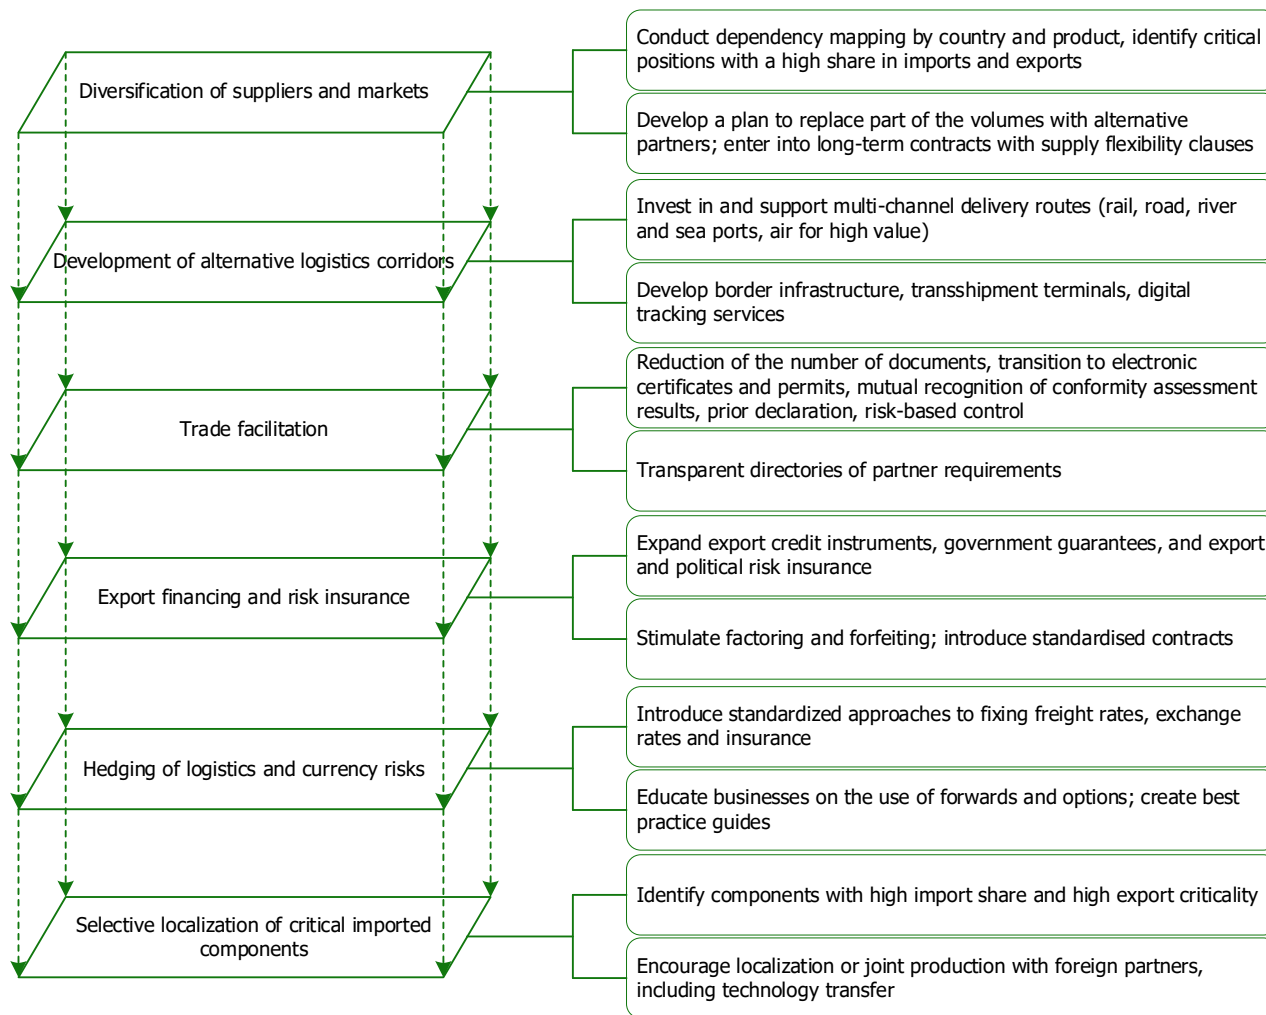 Diversification of suppliers and markets
Conduct dependency mapping by country and product, identify critical
positions with a high share in imports and exports
Develop a plan to replace part of the volumes with alternative
partners; enter into long-term contracts with supply flexibility clauses
Development of alternative logistics corridors
Invest in and support multi-channel delivery routes (rail, road, river
and sea ports, air for high value)
Develop border infrastructure, transshipment terminals, digital
tracking services
Trade facilitation
Reduction of the number of documents, transition to electronic
certificates and permits, mutual recognition of conformity assessment
results, prior declaration, risk-based control
Transparent directories of partner requirements
Export financing and risk insurance
Expand export credit instruments, government guarantees, and export
and political risk insurance
Stimulate factoring and forfeiting; introduce standardised contracts
Hedging of logistics and currency risks
Introduce standardized approaches to fixing freight rates, exchange
rates and insurance
Educate businesses on the use of forwards and options; create best
practice guides
Selective localization of critical imported
components
Identify components with high import share and high export criticality
Encourage localization or joint production with foreign partners,
including technology transfer